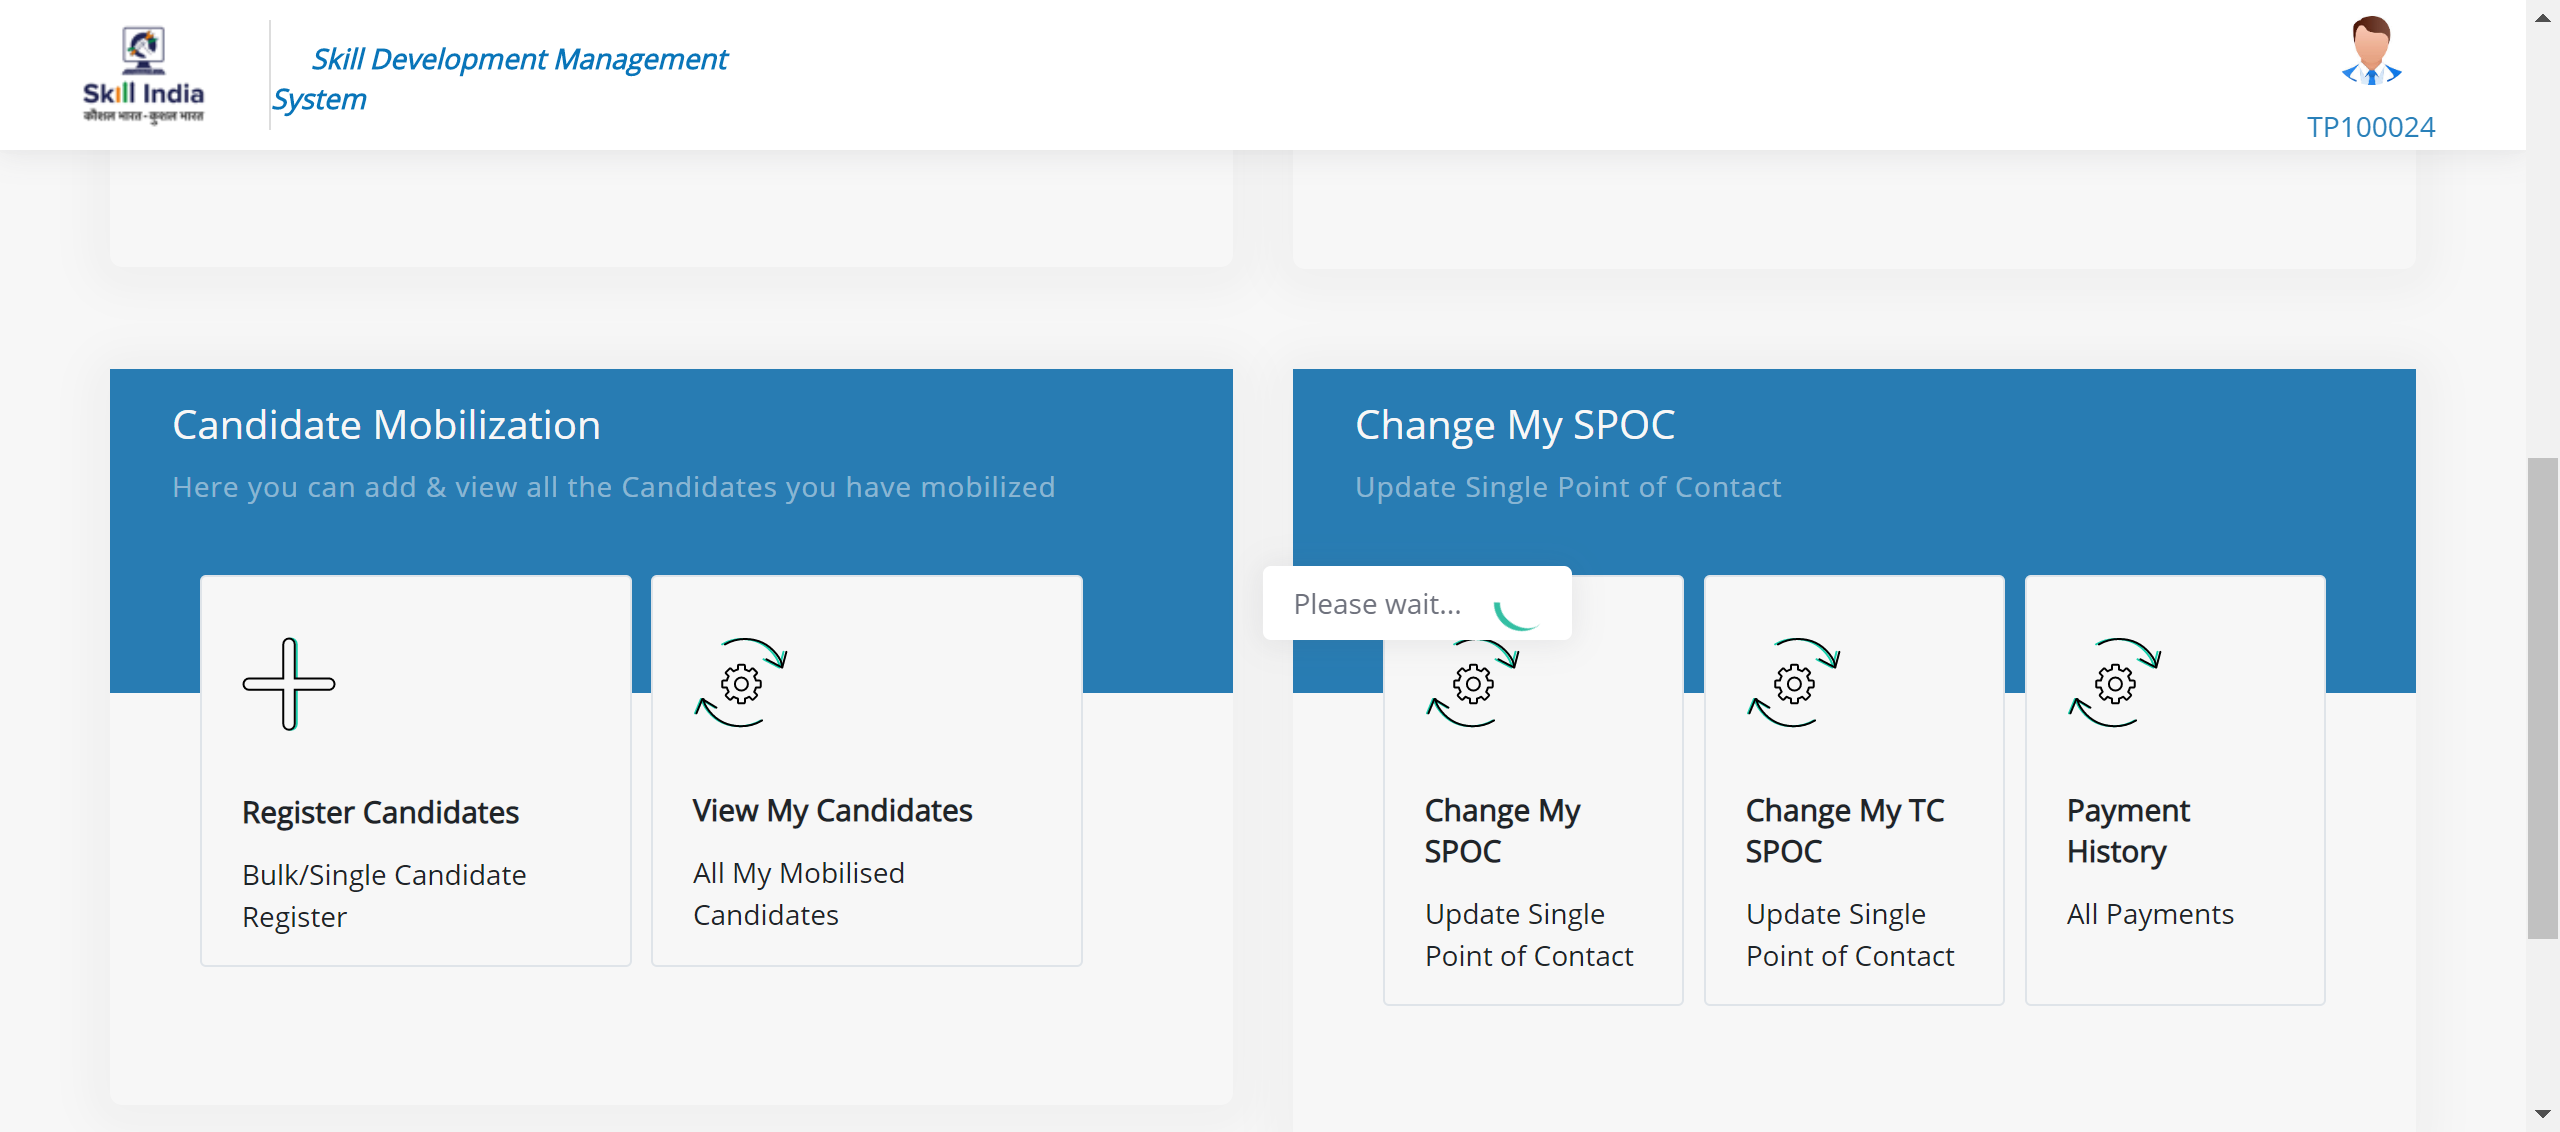 Skill India
कौशल भारत - कुशल भारत
Skill Development Management
System
TP100024
Candidate Mobilization
Here you can add & view all the Candidates you have mobilized
Register Candidates
Bulk/Single Candidate
Register
View My Candidates
All My Mobilised
Candidates
Change My SPOC
Update Single Point of Contact
Please wait...
Change My
SPOC
Update Single
Point of Contact
Change My TC
SPOC
Update Single
Point of Contact
Payment
History
All Payments